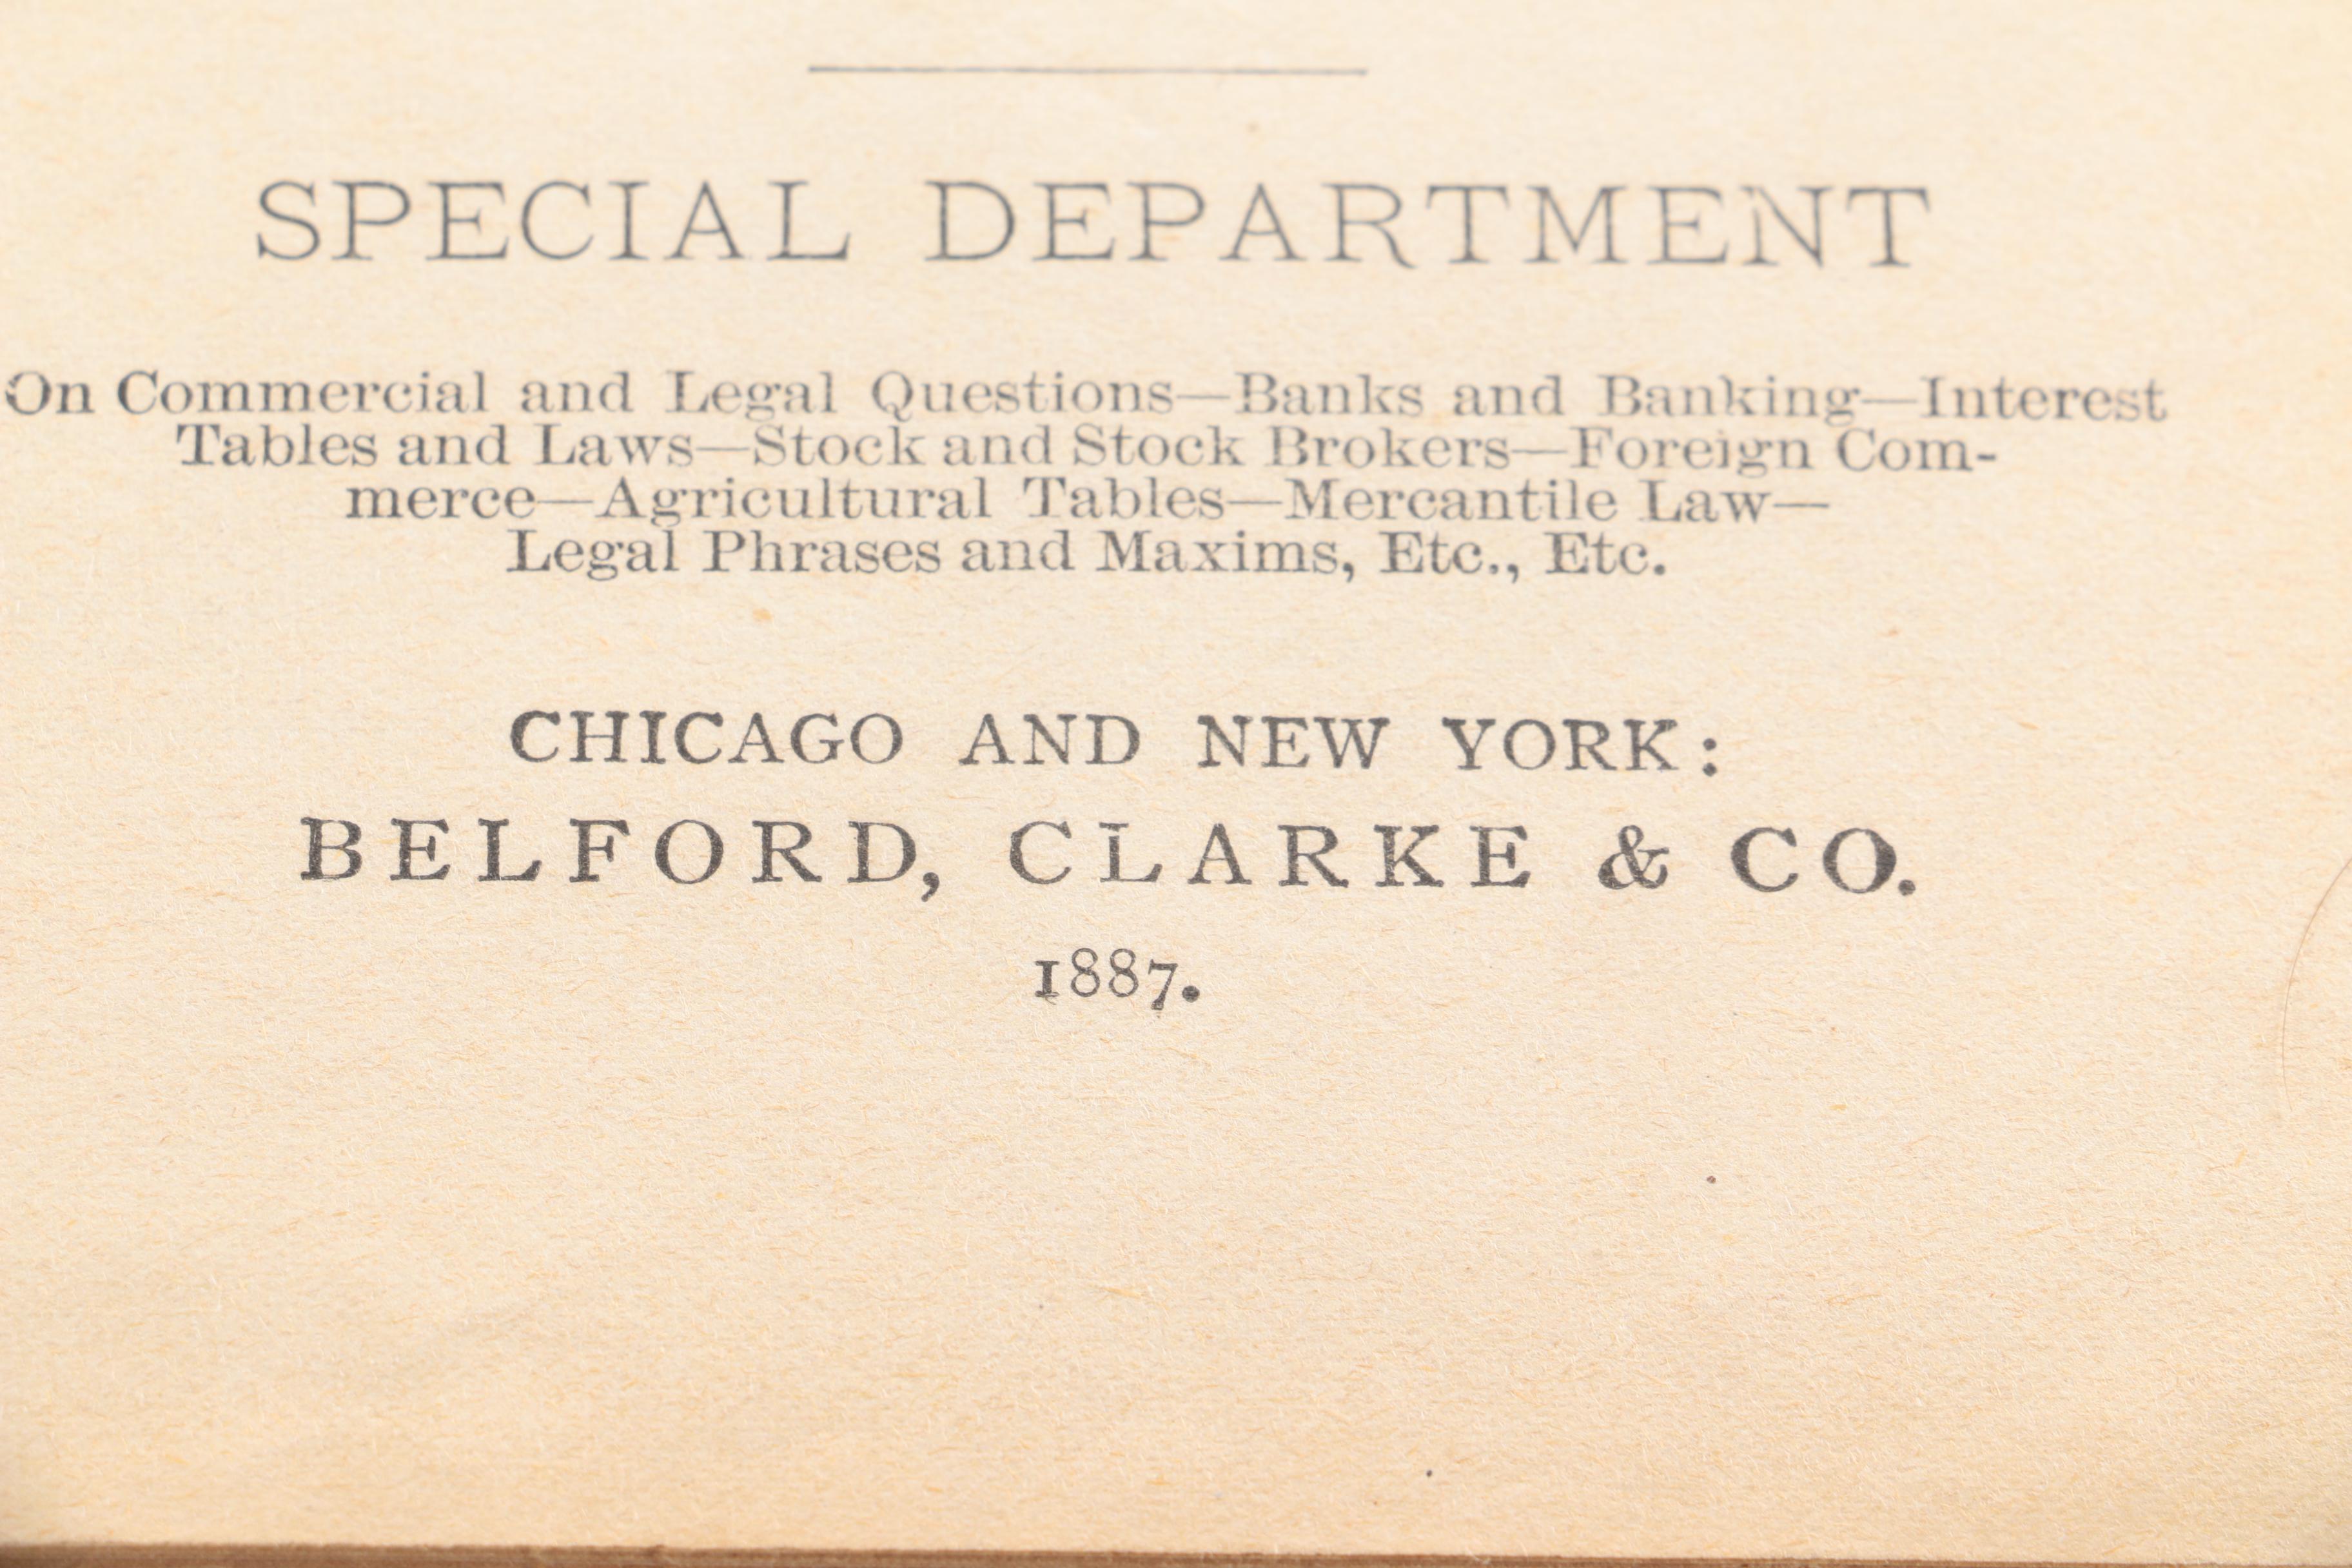 SPECIAL DEPARTMENT
On Commercial and Legal Questions—Banks and Banking—Interest
Tables and Laws—Stock and Stock Brokers—Foreign Com-
merce—Agricultural Tables—Mercantile Law—
Legal Phrases and Maxims, Etc., Etc.
CHICAGO AND NEW YORK:
BELFORD, CLARKE & CO.
1887.